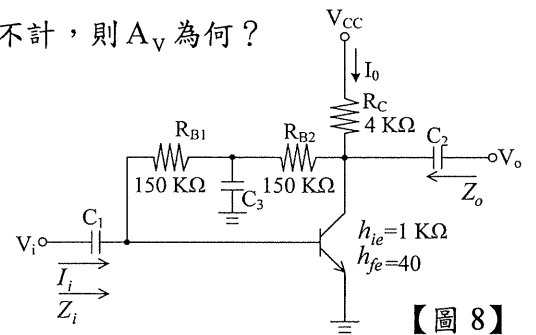 不計，則 A_V 為何？
V_CC
I_0
R_C
4 KΩ
R_B1
R_B2
C_2
V_o
150 KΩ
150 KΩ
C_3
Z_o
C_1
V_i
h_ie=1 KΩ
h_fe=40
I_i
Z_i
【圖 8】